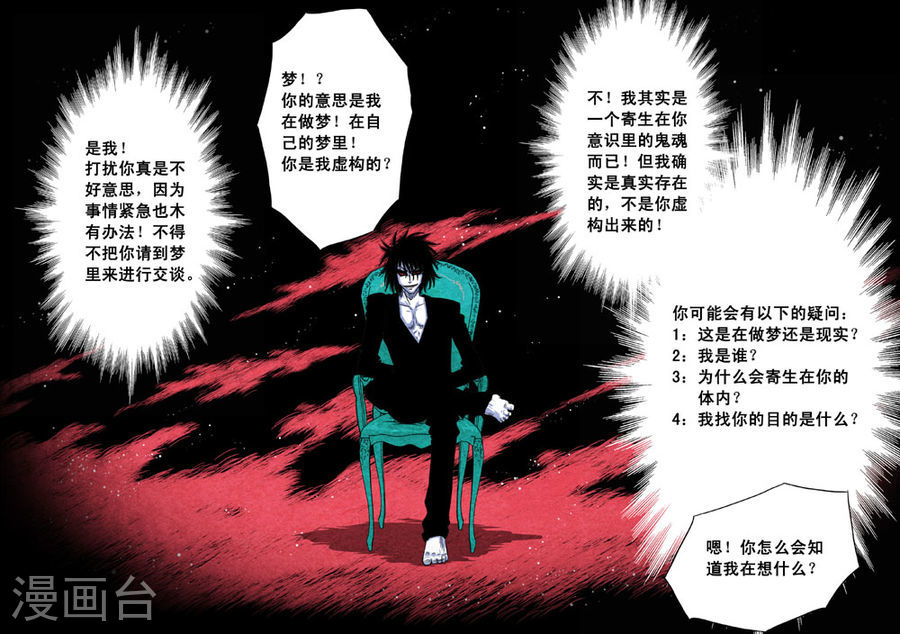 是我！
打扰你真是不
好意思，因为
事情紧急也木
有办法！不得
不把你请到梦
里来进行交谈。
梦！？
你的意思是我
在做梦！在自
己的梦里！
你是我虚构的？
不！我其实是
一个寄生在你
意识里的鬼魂
而已！但我确
实是真实存在
的，不是你虚
构出来的！
你可能会有以下的疑问：
1：这是在做梦还是现实？
2：我是谁？
3：为什么会寄生在你的
体内？
4：我找你的目的是什么？
嗯！你怎么会知
道我在想什么？
漫画台